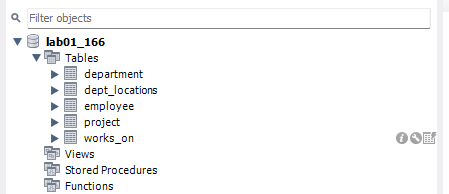 Filter objects
lab01_166
Tables
department
dept_locations
employee
project
works_on
Views
Stored Procedures
Functions